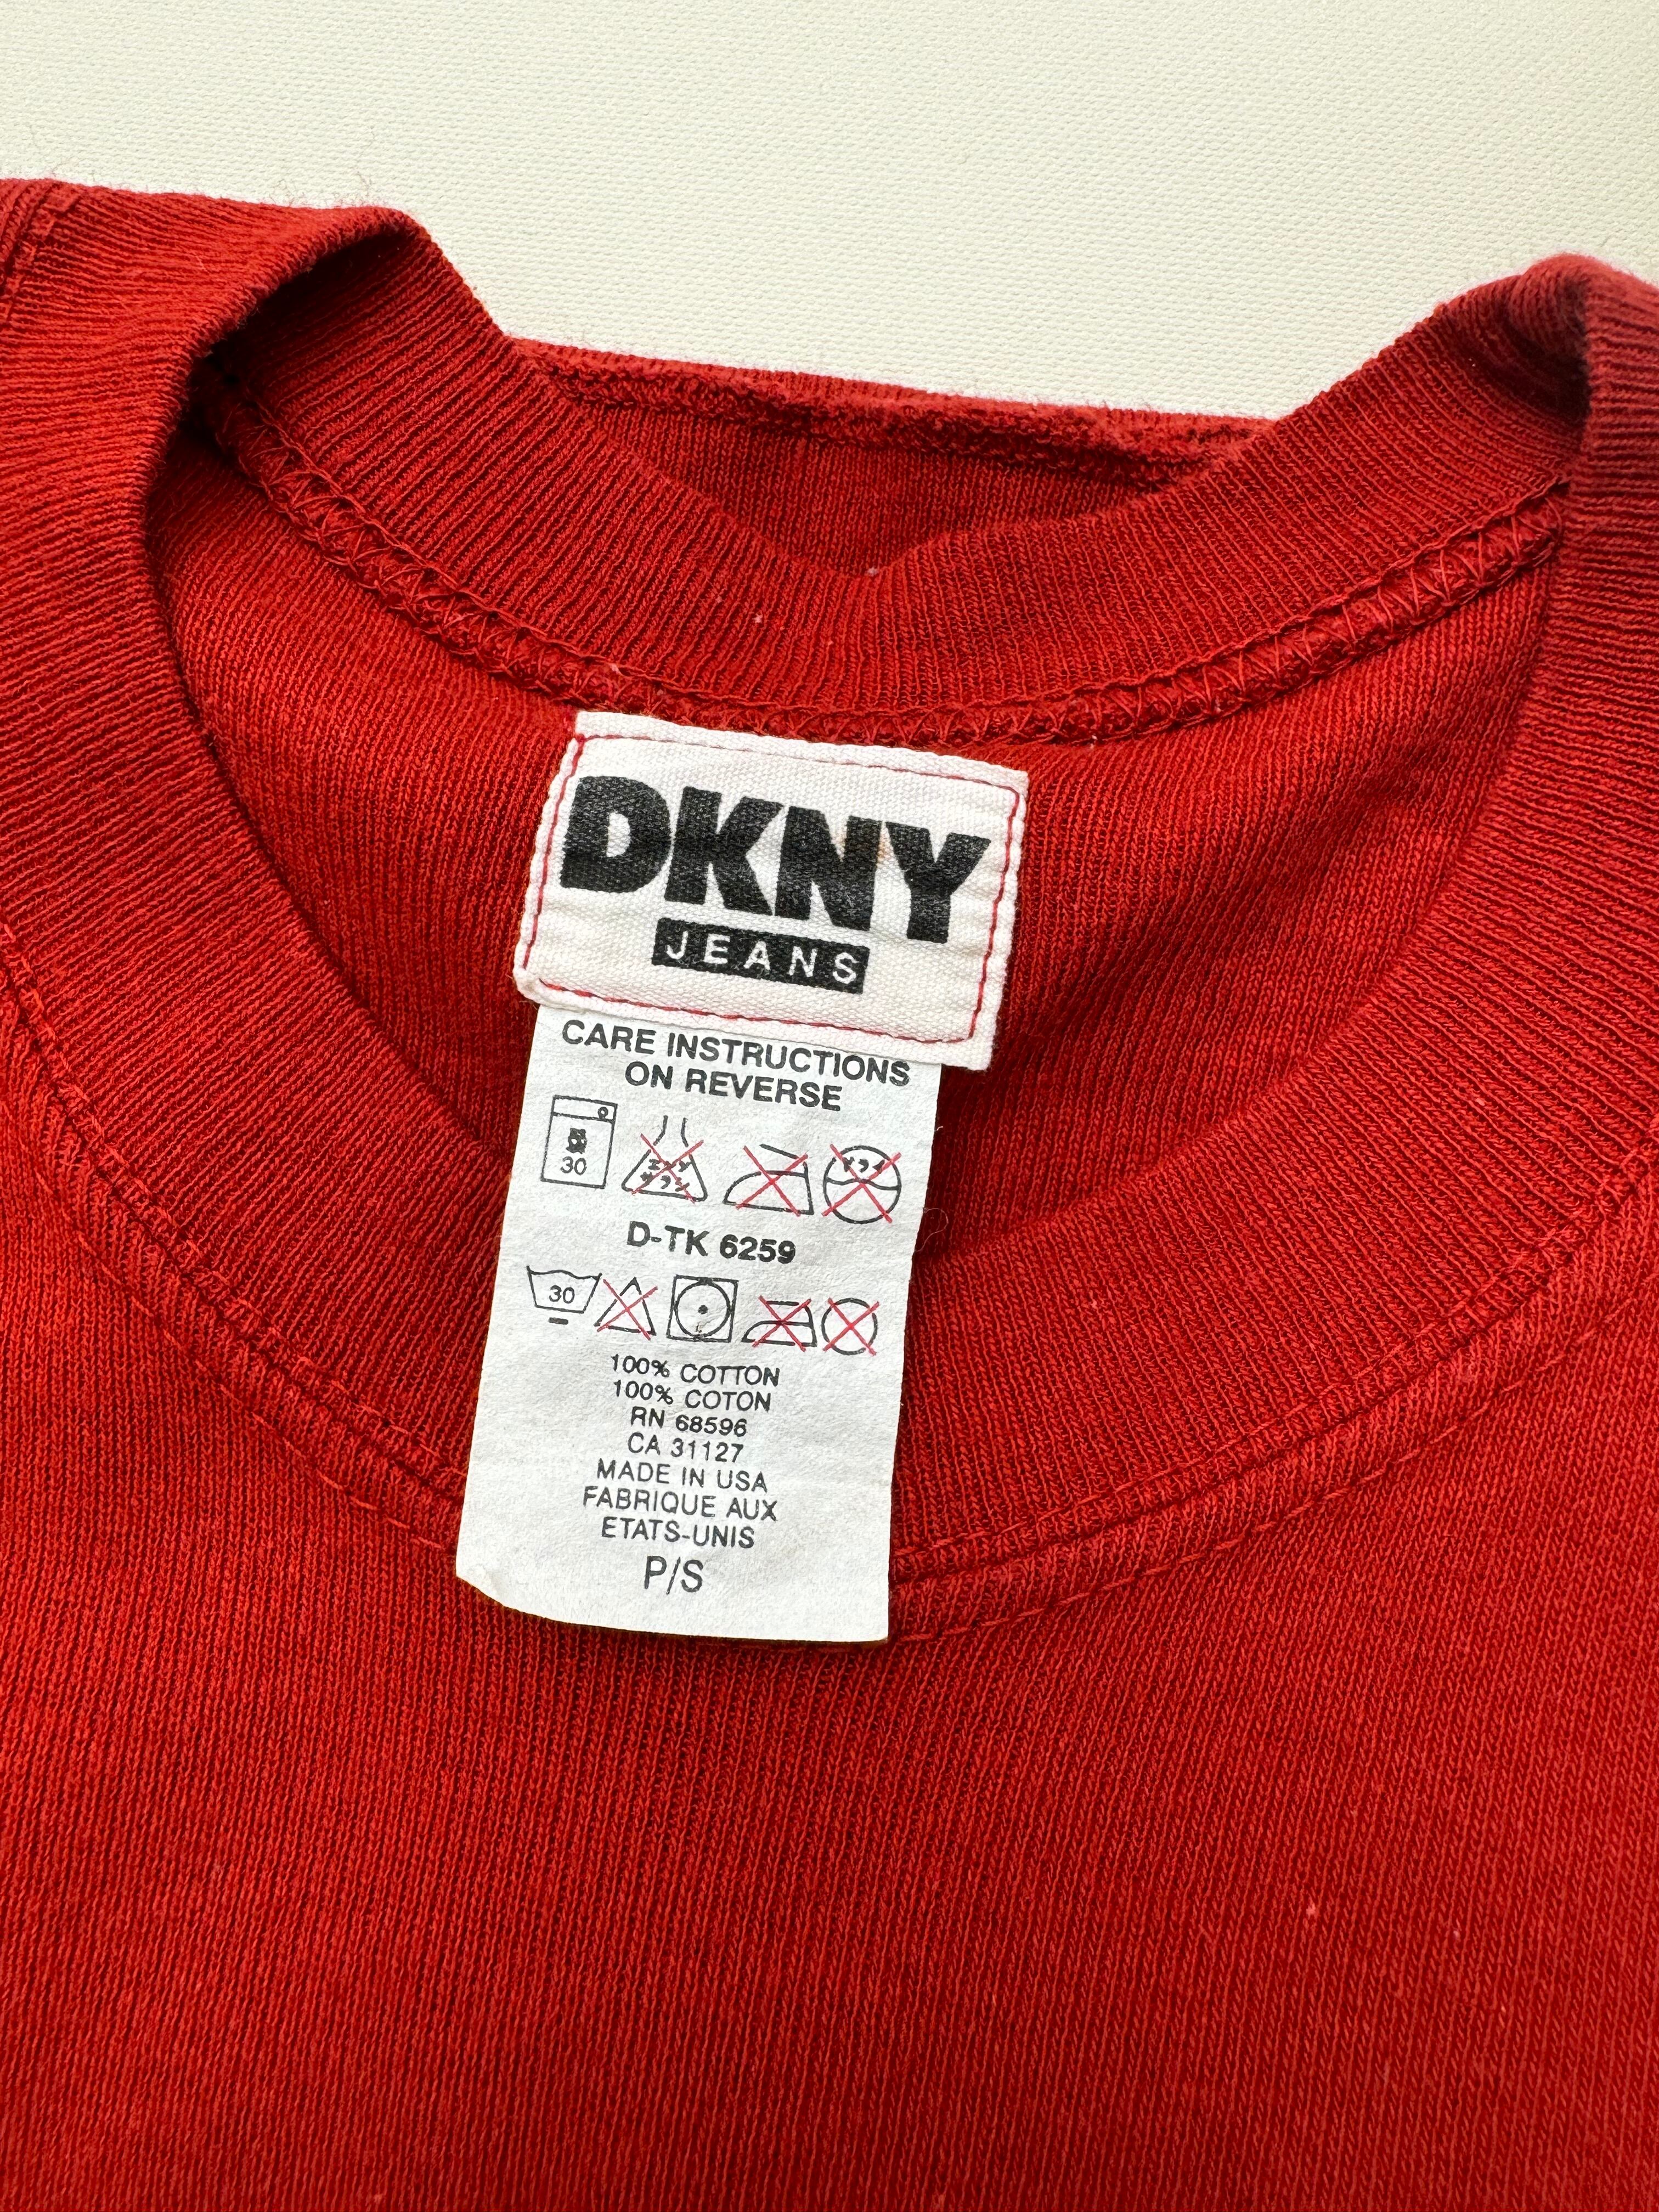 DKNY
JEANS
CARE INSTRUCTIONS
ON REVERSE
30
D-TK 6259
30
100% COTTON
100% COTON
RN 68596
CA 31127
MADE IN USA
FABRIQUE AUX
ETATS-UNIS
P/S